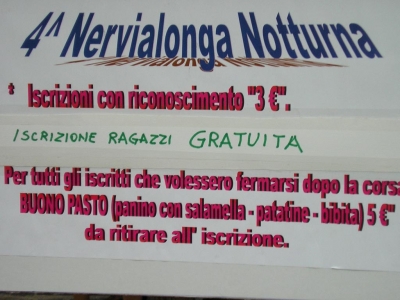 4^ Nervialonga Notturna
* Iscrizioni con riconoscimento "3 €".
ISCRIZIONE RAGAZZI GRATUITA
Per tutti gli iscritti che volessero fermarsi dopo la corsa
BUONO PASTO (panino con salamella - patatine - bibita) 5 €"
da ritirare all' iscrizione.